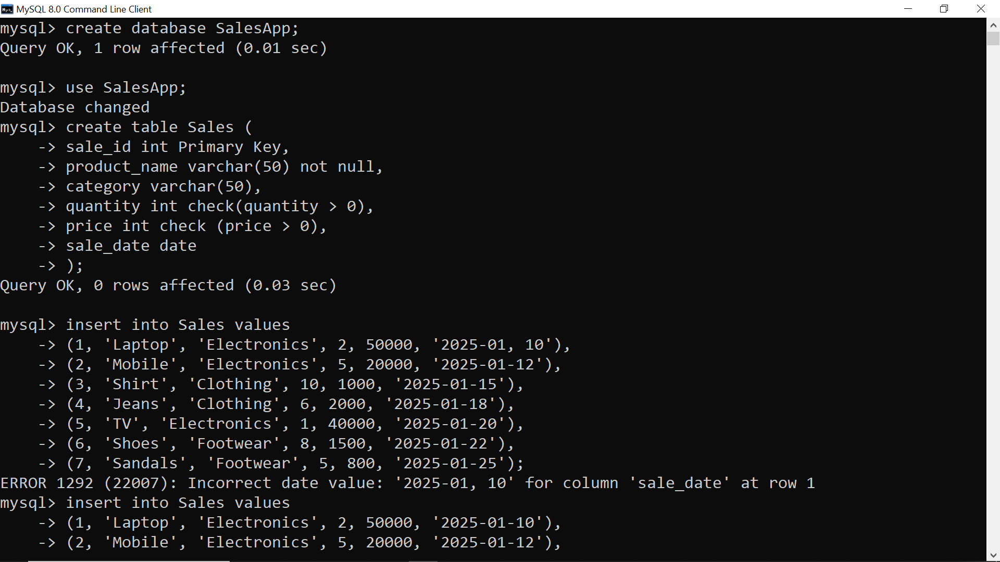 MySQL 8.0 Command Line Client
mysql> create database SalesApp;
Query OK, 1 row affected (0.01 sec)
mysql> use SalesApp;
Database changed
mysql> create table Sales (
    -> sale_id int Primary Key,
    -> product_name varchar(50) not null,
    -> category varchar(50),
    -> quantity int check(quantity > 0),
    -> price int check (price > 0),
    -> sale_date date
    -> );
Query OK, 0 rows affected (0.03 sec)
mysql> insert into Sales values
    -> (1, 'Laptop', 'Electronics', 2, 50000, '2025-01, 10'),
    -> (2, 'Mobile', 'Electronics', 5, 20000, '2025-01-12'),
    -> (3, 'Shirt', 'Clothing', 10, 1000, '2025-01-15'),
    -> (4, 'Jeans', 'Clothing', 6, 2000, '2025-01-18'),
    -> (5, 'TV', 'Electronics', 1, 40000, '2025-01-20'),
    -> (6, 'Shoes', 'Footwear', 8, 1500, '2025-01-22'),
    -> (7, 'Sandals', 'Footwear', 5, 800, '2025-01-25');
ERROR 1292 (22007): Incorrect date value: '2025-01, 10' for column 'sale_date' at row 1
mysql> insert into Sales values
    -> (1, 'Laptop', 'Electronics', 2, 50000, '2025-01-10'),
    -> (2, 'Mobile', 'Electronics', 5, 20000, '2025-01-12'),